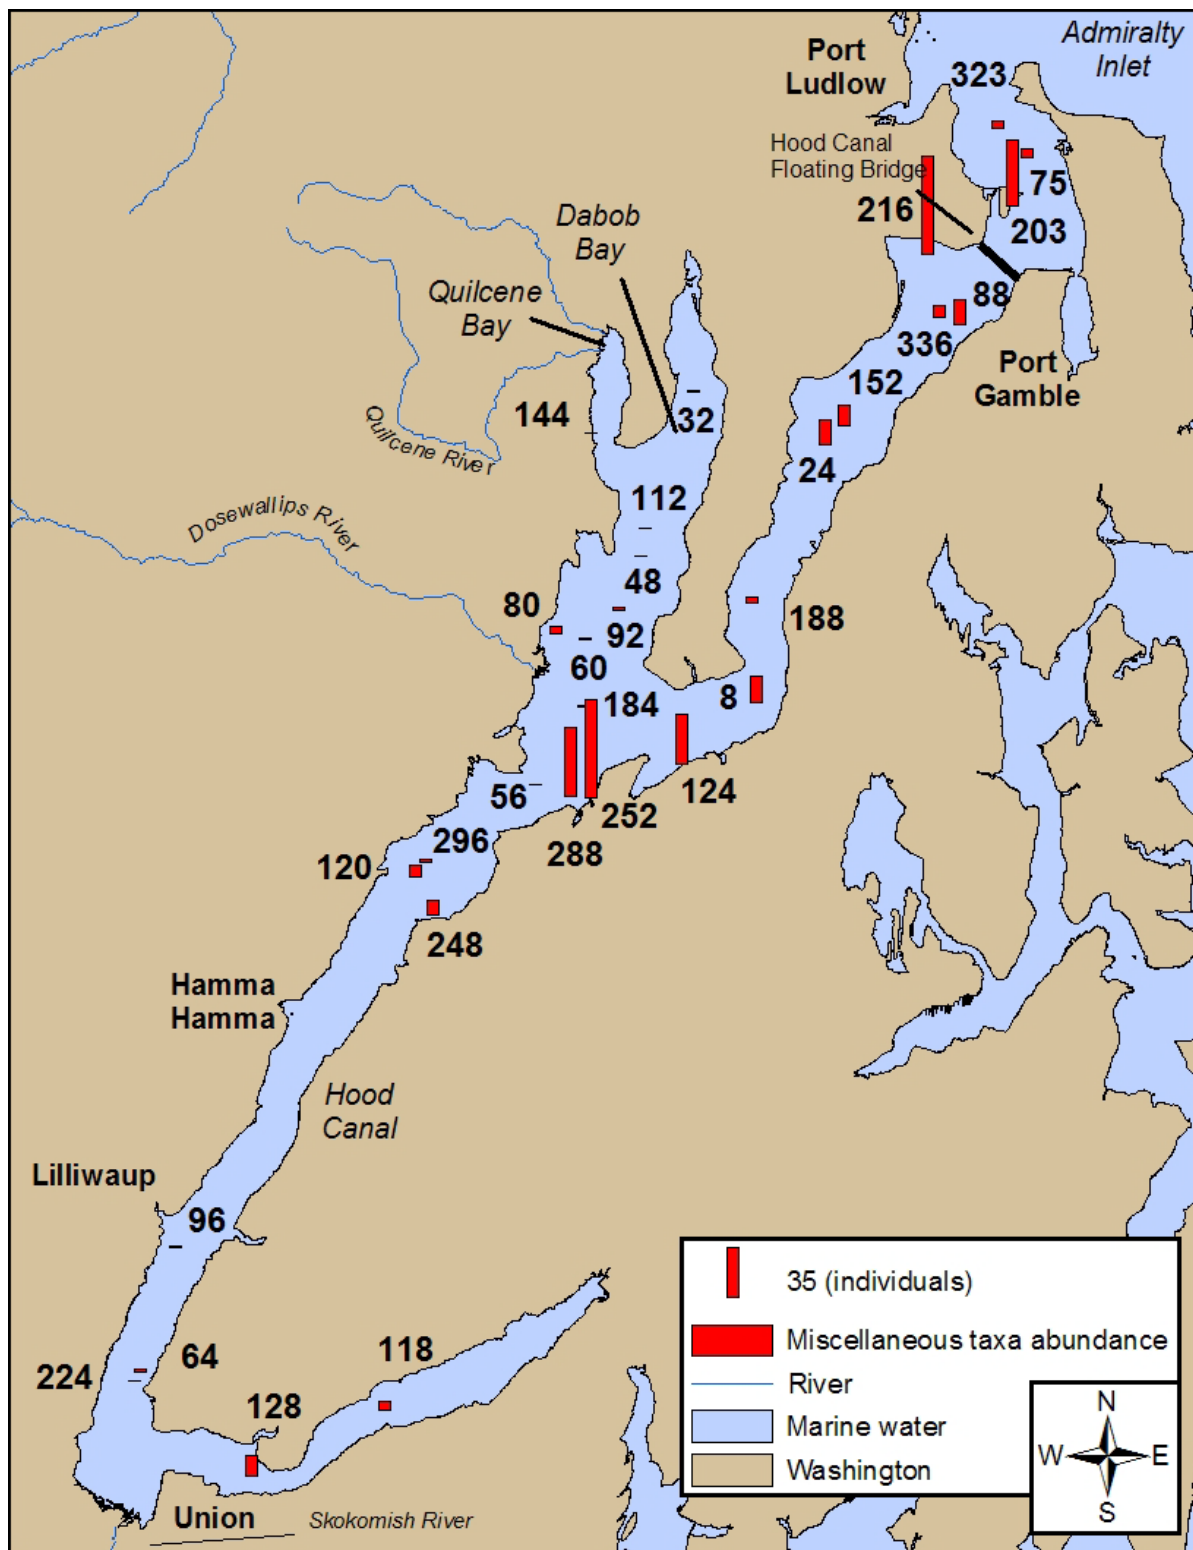 Admiralty
Inlet
Port
Ludlow
323
Hood Canal
Floating Bridge
75
216
203
Dabob
Bay
Quilcene
Bay
88
336
Port
Gamble
152
144
32
24
Quilcene River
112
Dosewallips River
48
80
92
188
60
8
184
56
124
252
296
288
120
248
Hamma
Hamma
Hood
Canal
Lilliwaup
96
64
118
224
128
Union
Skokomish River
35 (individuals)
Miscellaneous taxa abundance
River
Marine water
Washington
N
W E
S